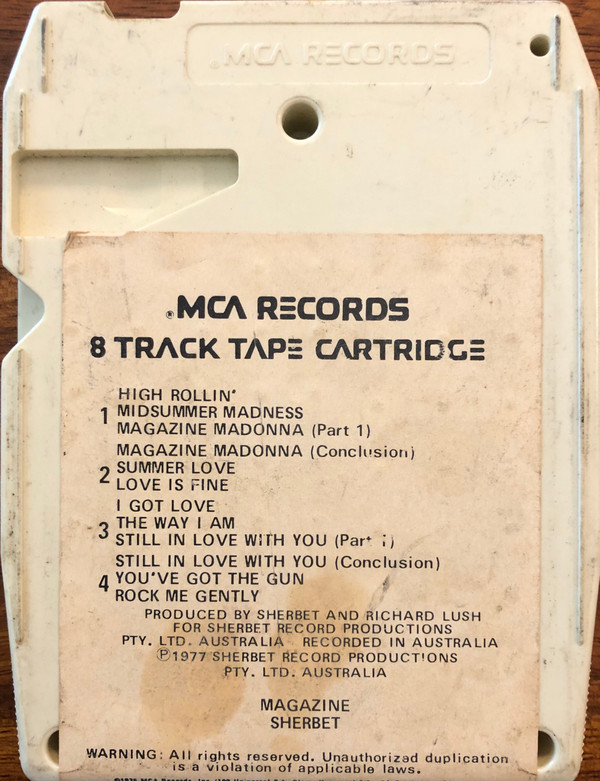 ®MCA RECORDS
®MCA RECORDS
8 TRACK TAPE CARTRIDGE
HIGH ROLLIN'
1 MIDSUMMER MADNESS
MAGAZINE MADONNA (Part 1)
MAGAZINE MADONNA (Conclusion)
2 SUMMER LOVE
LOVE IS FINE
I GOT LOVE
3 THE WAY I AM
STILL IN LOVE WITH YOU (Part 1)
STILL IN LOVE WITH YOU (Conclusion)
4 YOU'VE GOT THE GUN
ROCK ME GENTLY
PRODUCED BY SHERBET AND RICHARD LUSH
FOR SHERBET RECORD PRODUCTIONS
PTY. LTD. AUSTRALIA RECORDED IN AUSTRALIA
Ⓟ1977 SHERBET RECORD PRODUCTIONS
PTY. LTD. AUSTRALIA
MAGAZINE
SHERBET
WARNING: All rights reserved. Unauthorized duplication
is a violation of applicable laws.
MCA Records, Inc.